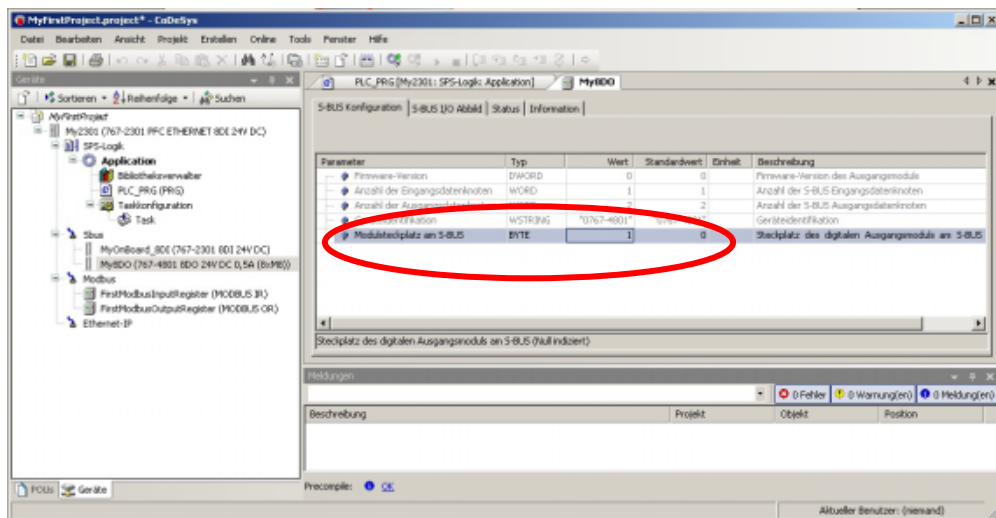 MyFirstProject.project* - CoDeSys
Datei Bearbeiten Ansicht Projekt Erstellen Online Tools Fenster Hilfe
Geräte
Sortieren Reihenfolge Suchen
MyFirstProject
My2301 (767-2301 PFC ETHERNET 8DI 24V DC)
SPS-Logik
Application
Bibliotheksverwalter
PLC_PRG (PRG)
Taskkonfiguration
Task
Sbus
MyOnBoard_8DI (767-2301 8DI 24V DC)
My8DO (767-4801 8DO 24V DC 0,5A (8xM8))
Modbus
FirstModbusInputRegister (MODBUS IR)
FirstModbusOutputRegister (MODBUS OR)
Ethernet-IP
POUs Geräte
PLC_PRG [My2301: SPS-Logik: Application] My8DO
S-BUS Konfiguration S-BUS I/O Abbild Status Information
Parameter Typ Wert Standardwert Einheit Beschreibung
Firmware-Version DWORD 0 0 Firmware-Version des Ausgangsmoduls
Anzahl der Eingangsdatenknoten WORD 1 1 Anzahl der S-BUS Eingangsdatenknoten
Anzahl der Ausgangsdatenknoten 2 2 Anzahl der S-BUS Ausgangsdatenknoten
Geräteidentifikation WSTRING "0767-4801" Geräteidentifikation
Modulsteckplatz am S-BUS BYTE 1 0 Steckplatz des digitalen Ausgangsmoduls am S-BUS
Steckplatz des digitalen Ausgangsmoduls am S-BUS (Null indiziert)
Meldungen
0 Fehler 0 Warnung(en) 0 Meldung(en)
Beschreibung Projekt Objekt Position
Precompile: OK
Aktueller Benutzer: (niemand)